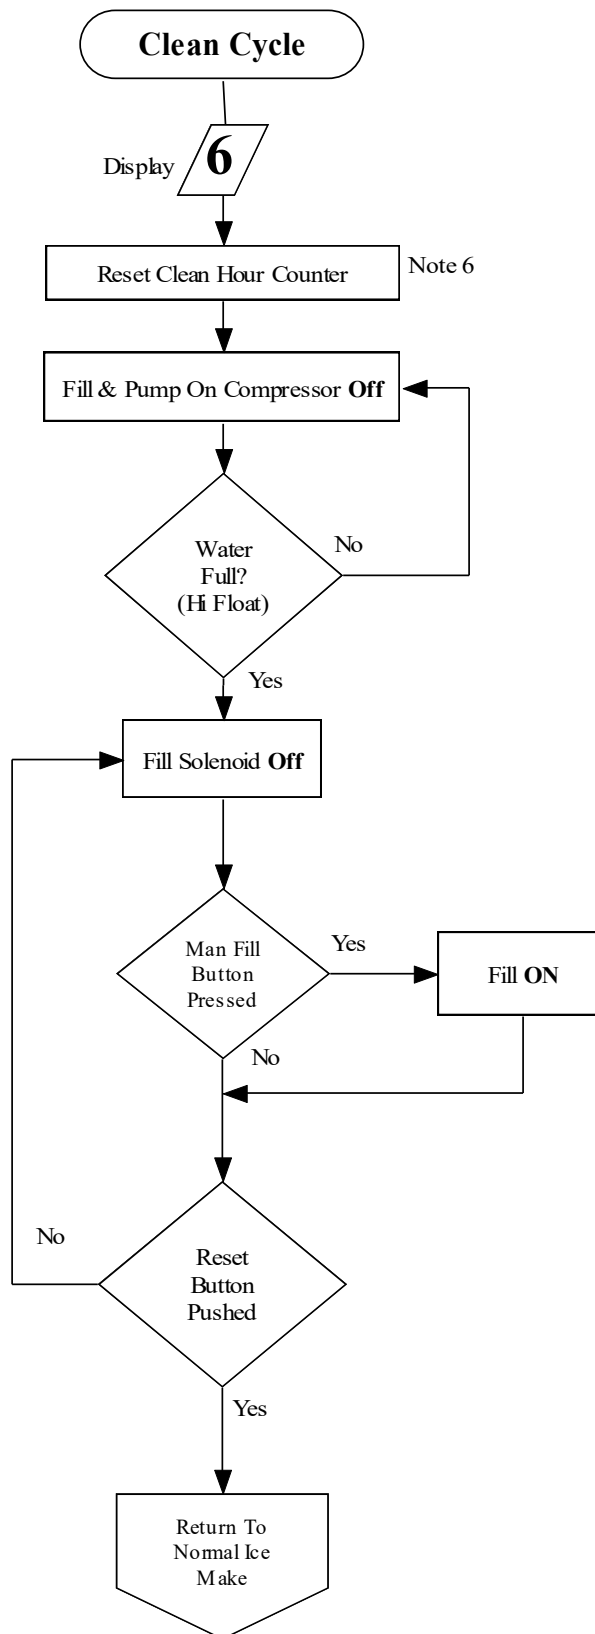 Clean Cycle
6
Display
Reset Clean Hour Counter
Note 6
Fill & Pump On Compressor Off
Water
Full?
(Hi Float)
No
Yes
Fill Solenoid Off
Man Fill
Button
Pressed
Yes
Fill ON
No
Reset
Button
Pushed
No
Yes
Return To
Normal Ice
Make